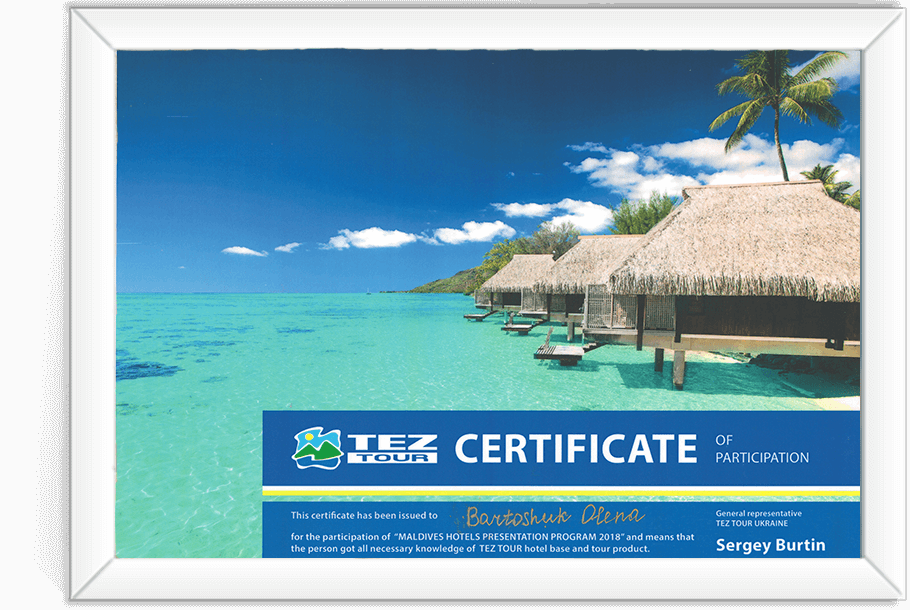 TEZ TOUR
CERTIFICATE
OF
PARTICIPATION
This certificate has been issued to Bartoshuk Olena
for the participation of "MALDIVES HOTELS PRESENTATION PROGRAM 2018" and means that
the person got all necessary knowledge of TEZ TOUR hotel base and tour product.
General representative
TEZ TOUR UKRAINE
Sergey Burtin